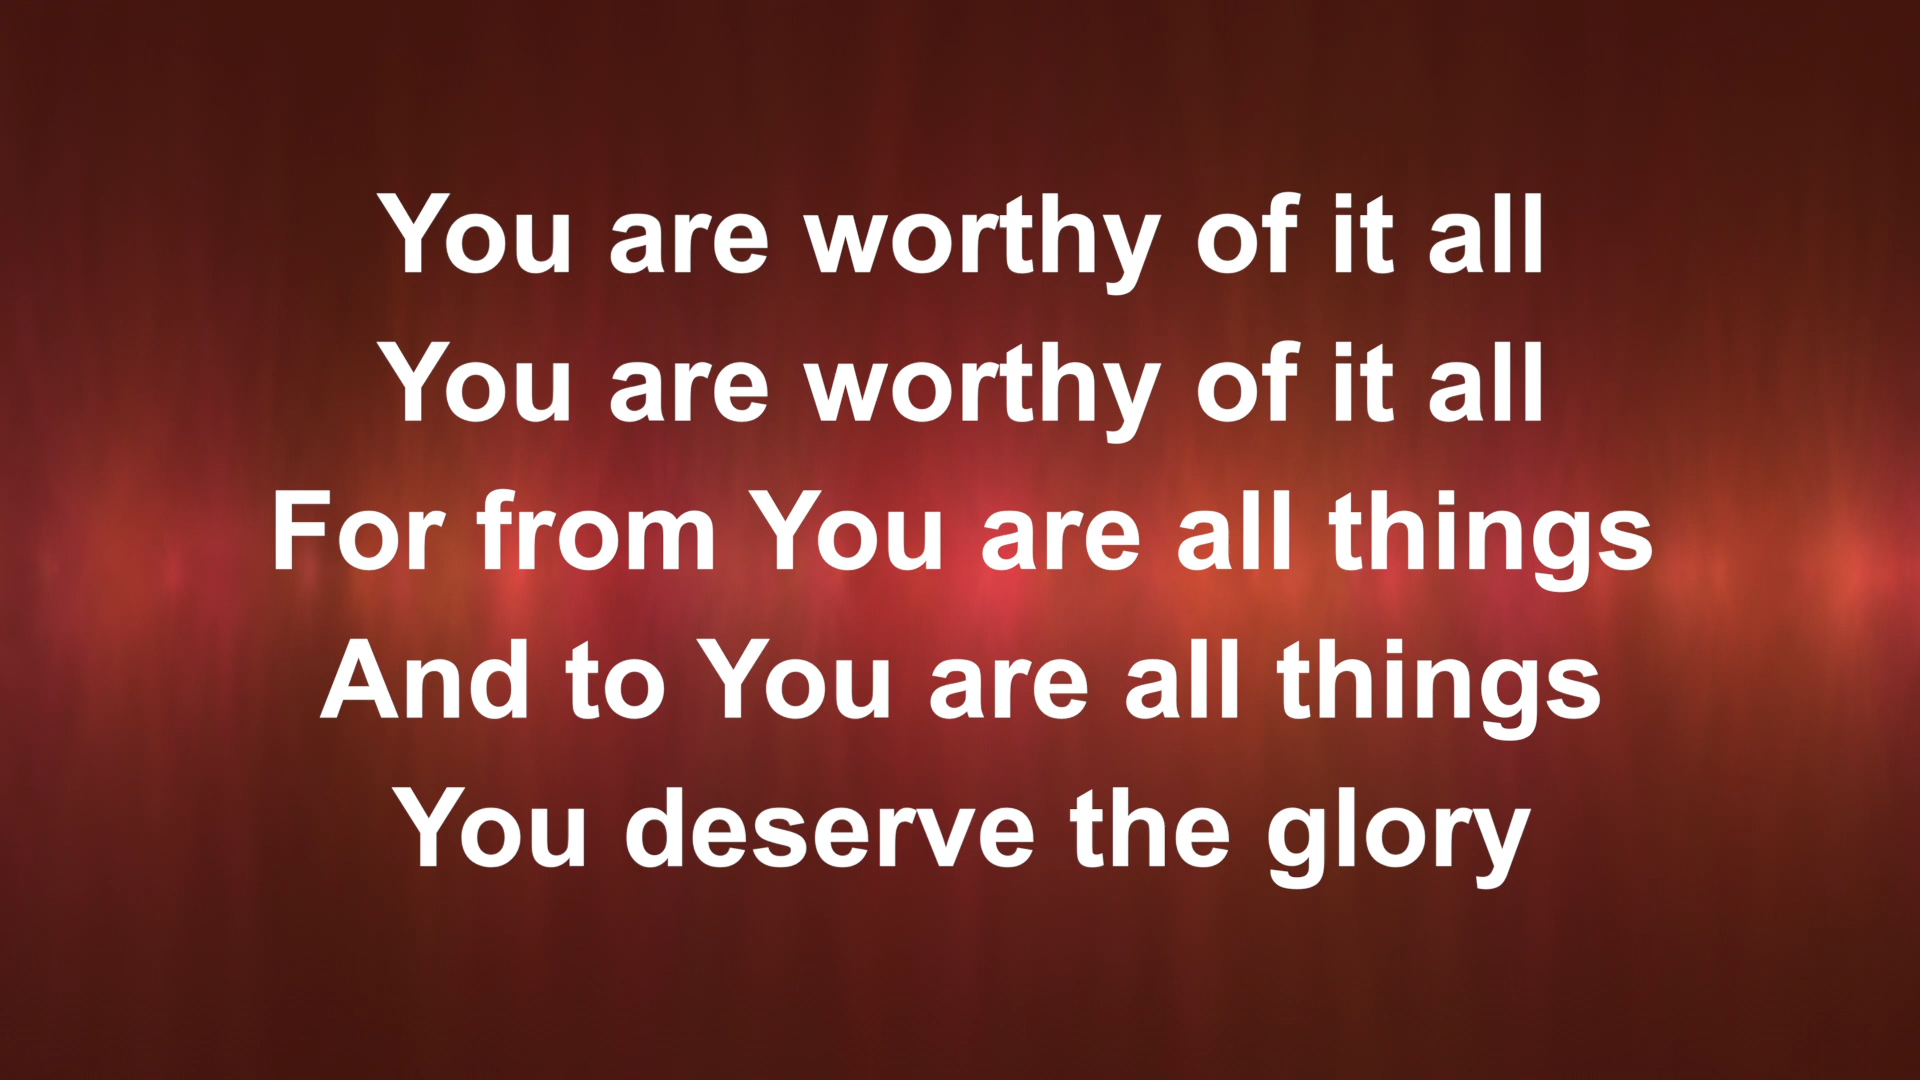 You are worthy of it all
You are worthy of it all
For from You are all things
And to You are all things
You deserve the glory